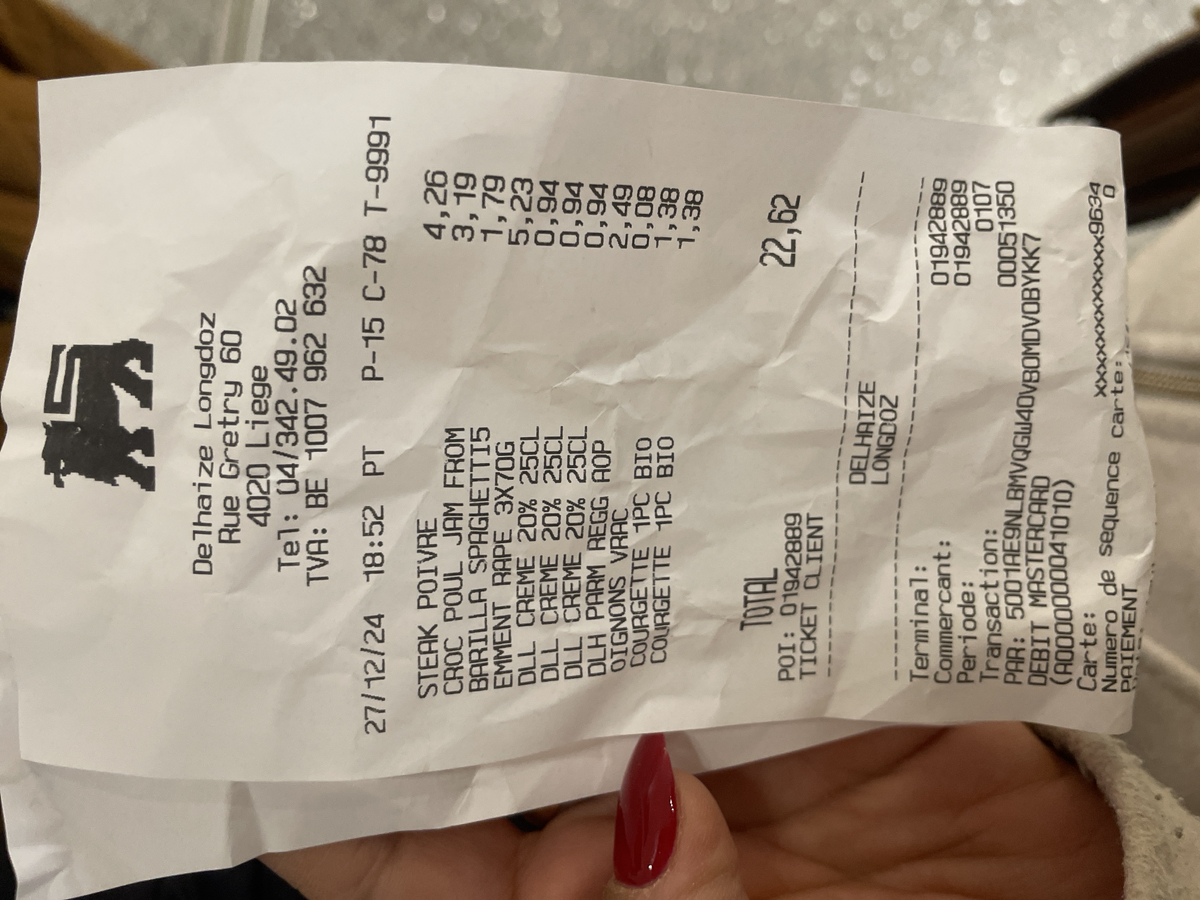 Delhaize Longdoz
Rue Gretry 60
4020 Liege
Tel: 04/342.49.02
TVA: BE 1007 962 632
27/12/24 18:52 PT P-15 C-78 T-9991
STEAK POIVRE 4,26
CROC POUL JAM FROM 3,19
BARILLA SPAGHETTI5 1,79
EMMENT RAPE 3X70G 5,23
DLL CREME 20% 25CL 0,94
DLL CREME 20% 25CL 0,94
DLL CREME 20% 25CL 0,94
DLH PARM REGG AOP 2,49
OIGNONS VRAC 0,08
COURGETTE 1PC BIO 1,38
COURGETTE 1PC BIO 1,38
TOTAL 22,62
POI: 01942889
TICKET CLIENT
DELHAIZE
LONGDOZ
Terminal: 01942889
Commercant: 01942889
Periode: 0107
Transaction: 00051350
PAR: 5001AE9NLBMVQGW4OVBOMDVOBYKK7
DEBIT MASTERCARD
(A0000000041010)
Carte: xxxxxxxxxxxxx9634
Numero de sequence carte: 0
PAIEMENT